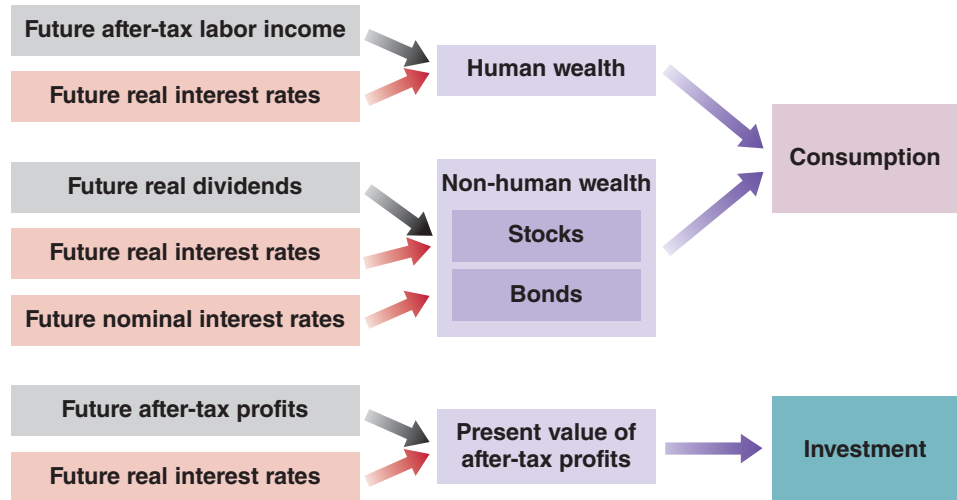 Future after-tax labor income
Future real interest rates
Human wealth
Consumption
Future real dividends
Future real interest rates
Future nominal interest rates
Non-human wealth
Stocks
Bonds
Future after-tax profits
Future real interest rates
Present value of
after-tax profits
Investment